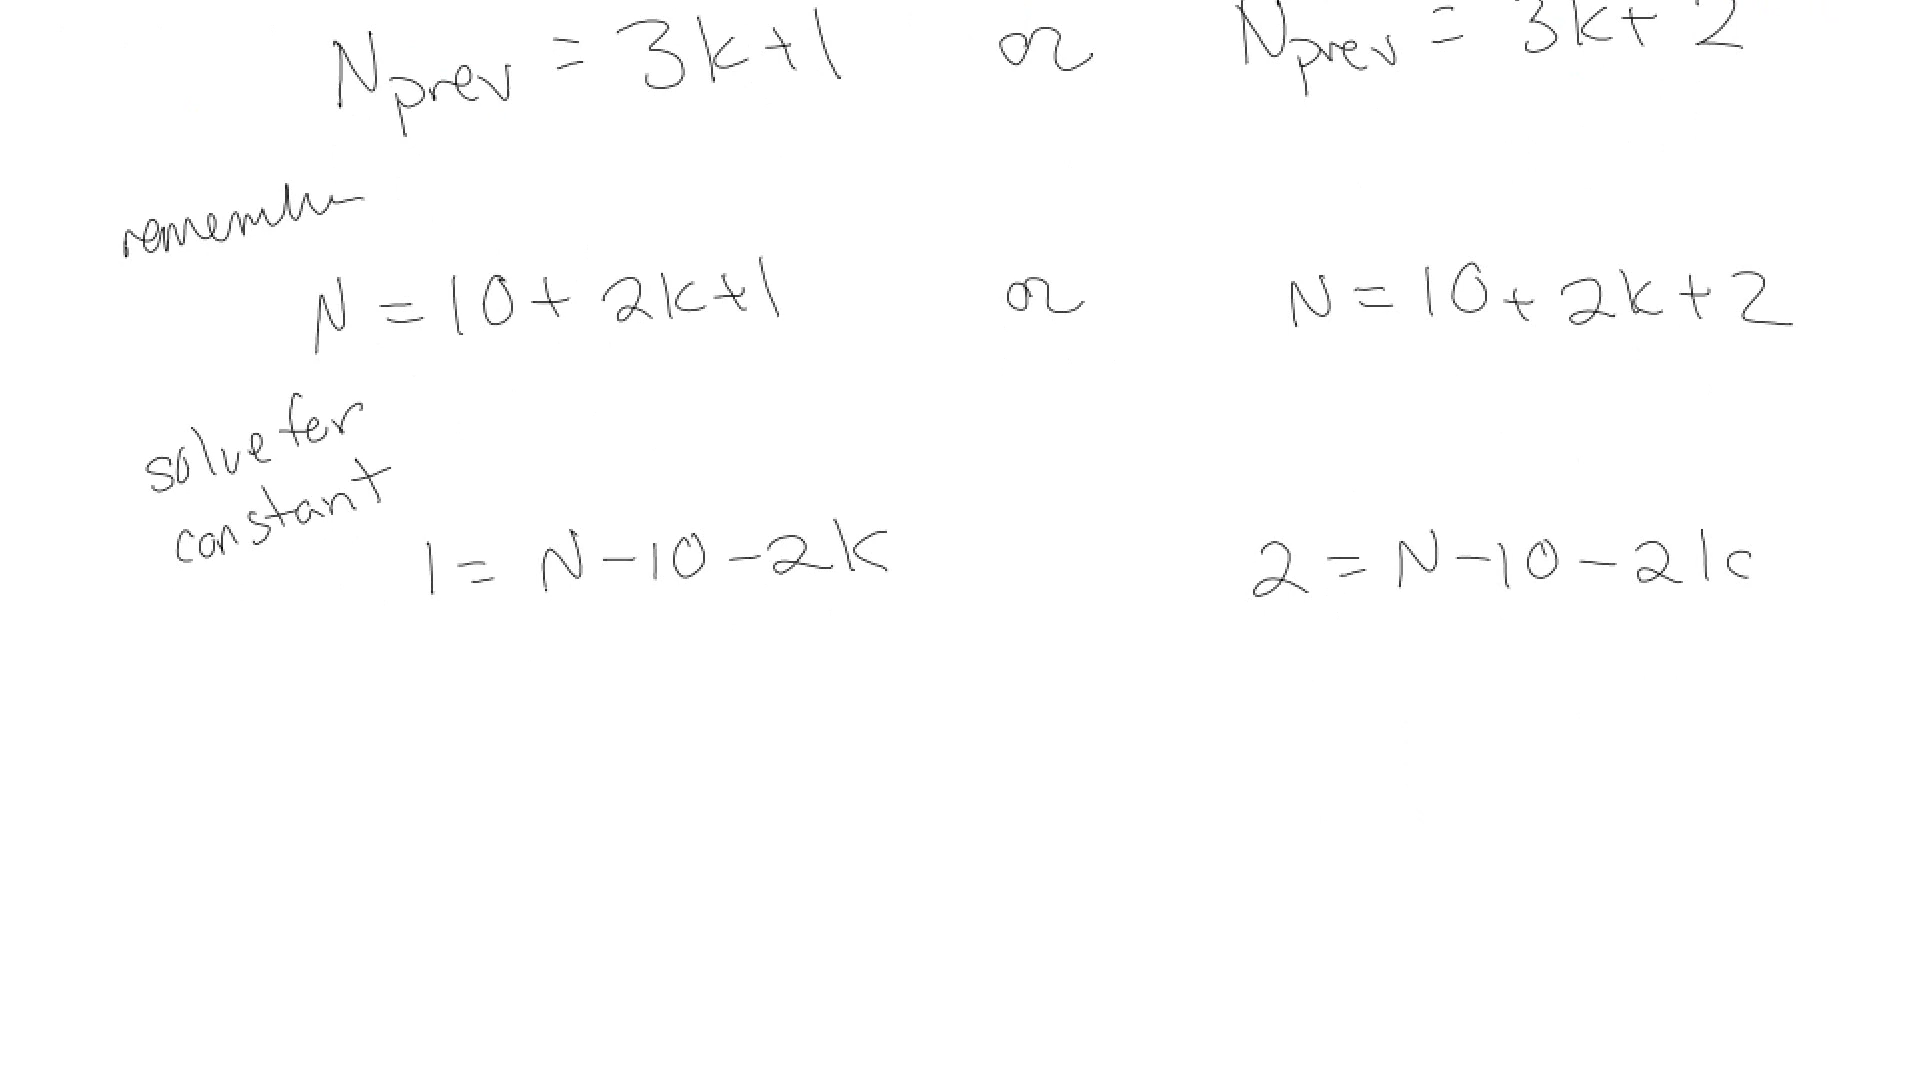 Nprev = 3k+1 or Nprev = 3k+2
remember
N = 10 + 2k+1 or N = 10 + 2k + 2
solve for
constant
1 = N - 10 - 2k 2 = N - 10 - 2k